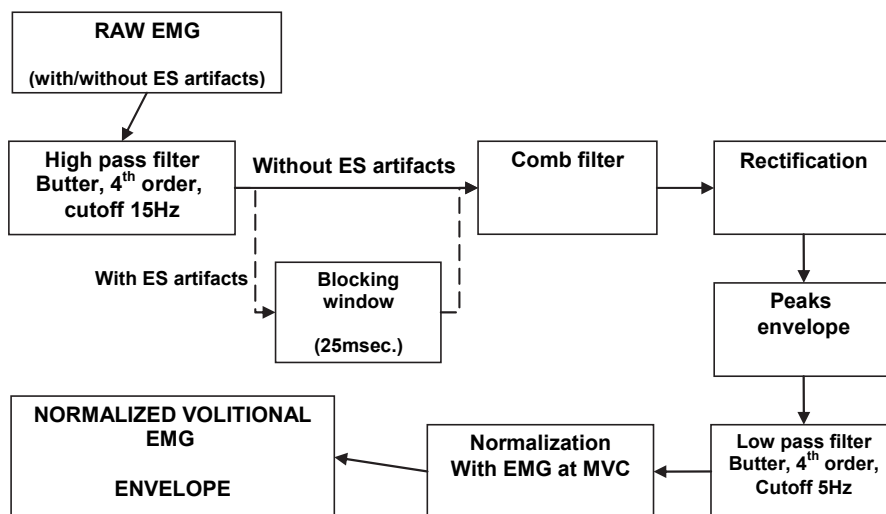 RAW EMG
(with/without ES artifacts)
High pass filter
Butter, 4th order,
cutoff 15Hz
Without ES artifacts
With ES artifacts
Blocking
window
(25msec.)
Comb filter
Rectification
Peaks
envelope
Low pass filter
Butter, 4th order,
Cutoff 5Hz
Normalization
With EMG at MVC
NORMALIZED VOLITIONAL
EMG
ENVELOPE